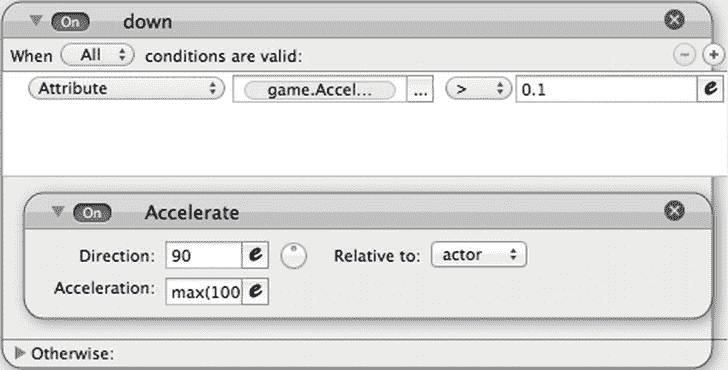 On down
When All conditions are valid:
Attribute game.Accel... ... > 0.1 e
On Accelerate
Direction: 90 e Relative to: actor
Acceleration: max(100 e
Otherwise: